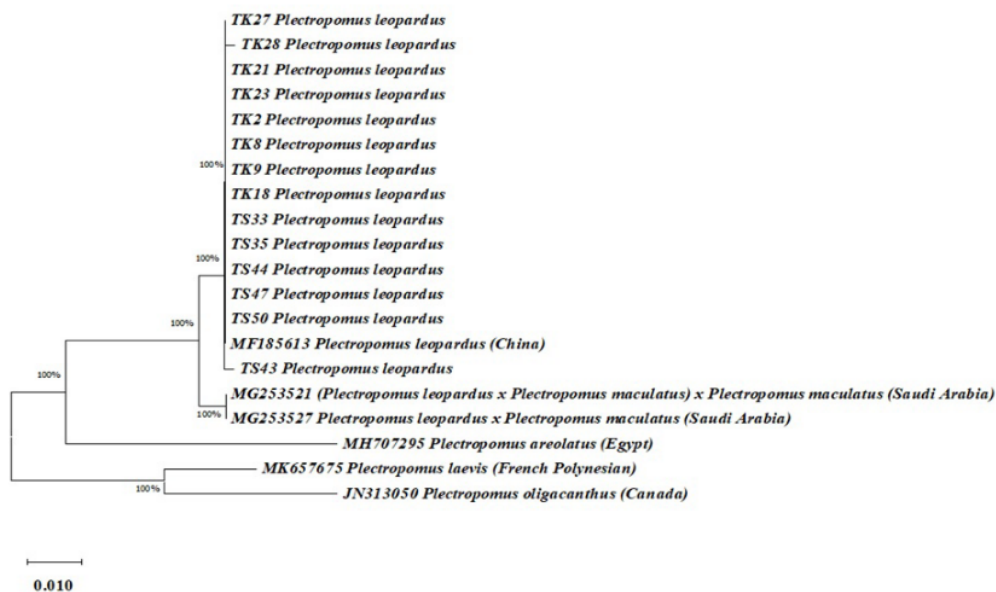 TK27 Plectropomus leopardus
TK28 Plectropomus leopardus
TK21 Plectropomus leopardus
TK23 Plectropomus leopardus
TK2 Plectropomus leopardus
TK8 Plectropomus leopardus
100%
TK9 Plectropomus leopardus
TK18 Plectropomus leopardus
TS33 Plectropomus leopardus
TS35 Plectropomus leopardus
100%
TS44 Plectropomus leopardus
TS47 Plectropomus leopardus
TS50 Plectropomus leopardus
100%
MF185613 Plectropomus leopardus (China)
TS43 Plectropomus leopardus
100%
MG253521 (Plectropomus leopardus x Plectropomus maculatus) x Plectropomus maculatus (Saudi Arabia)
100%
MG253527 Plectropomus leopardus x Plectropomus maculatus (Saudi Arabia)
MH707295 Plectropomus areolatus (Egypt)
MK657675 Plectropomus laevis (French Polynesian)
100%
JN313050 Plectropomus oligacanthus (Canada)
0.010